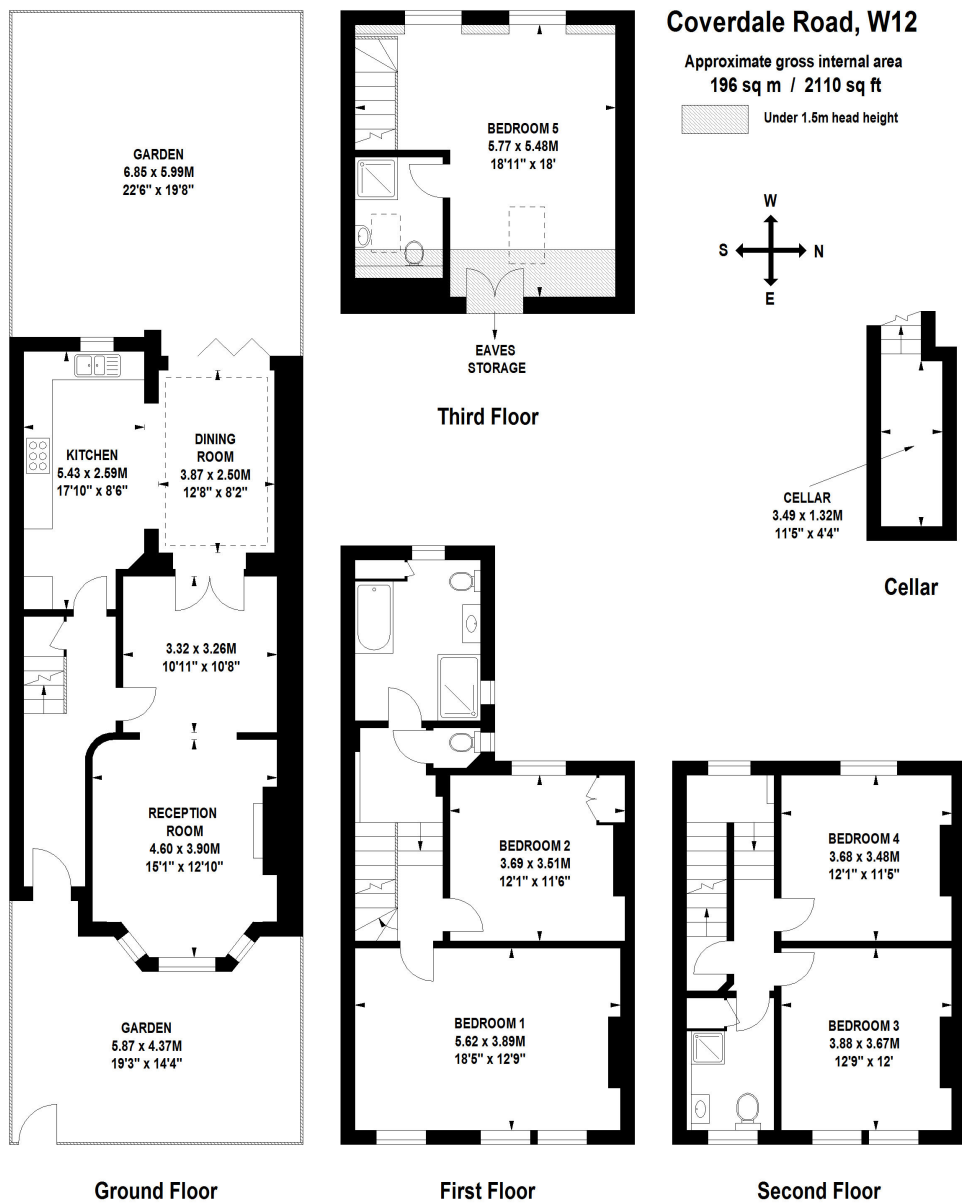 Coverdale Road, W12
Approximate gross internal area
196 sq m / 2110 sq ft
Under 1.5m head height
W
S
N
E
GARDEN
6.85 x 5.99M
22'6" x 19'8"
KITCHEN
5.43 x 2.59M
17'10" x 8'6"
DINING
ROOM
3.87 x 2.50M
12'8" x 8'2"
3.32 x 3.26M
10'11" x 10'8"
RECEPTION
ROOM
4.60 x 3.90M
15'1" x 12'10"
GARDEN
5.87 x 4.37M
19'3" x 14'4"
Ground Floor
BEDROOM 5
5.77 x 5.48M
18'11" x 18'
EAVES
STORAGE
Third Floor
CELLAR
3.49 x 1.32M
11'5" x 4'4"
Cellar
BEDROOM 2
3.69 x 3.51M
12'1" x 11'6"
BEDROOM 1
5.62 x 3.89M
18'5" x 12'9"
First Floor
BEDROOM 4
3.68 x 3.48M
12'1" x 11'5"
BEDROOM 3
3.88 x 3.67M
12'9" x 12'
Second Floor